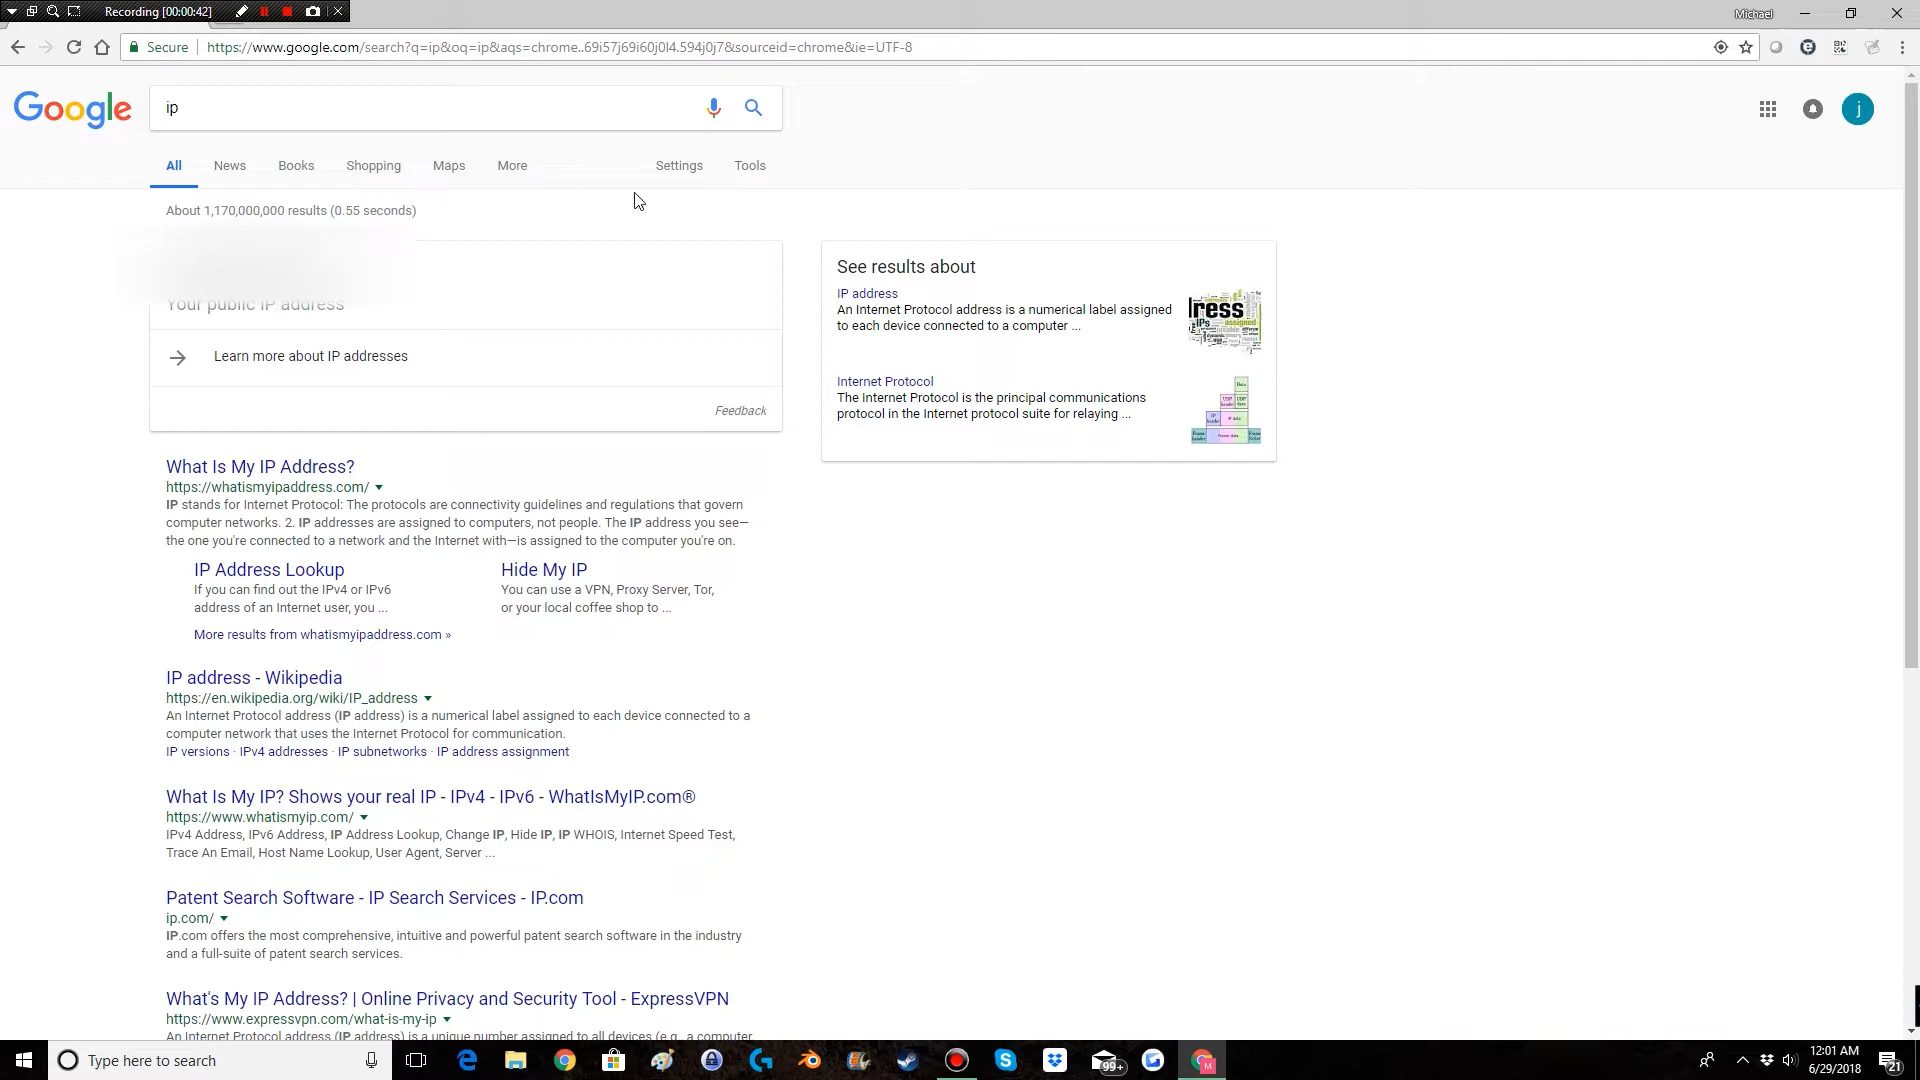 Recording [00:00:42]
Michael
Secure https://www.google.com/search?q=ip&oq=ip&aqs=chrome..69i57j69i60j0l4.594j0j7&sourceid=chrome&ie=UTF-8
Google
ip
j
All News Books Shopping Maps More Settings Tools
About 1,170,000,000 results (0.55 seconds)
Your public IP address
Learn more about IP addresses
Feedback
See results about
IP address
An Internet Protocol address is a numerical label assigned
to each device connected to a computer ...
Internet Protocol
The Internet Protocol is the principal communications
protocol in the Internet protocol suite for relaying ...
What Is My IP Address?
https://whatismyipaddress.com/
IP stands for Internet Protocol: The protocols are connectivity guidelines and regulations that govern
computer networks. 2. IP addresses are assigned to computers, not people. The IP address you see—
the one you're connected to a network and the Internet with—is assigned to the computer you're on.
IP Address Lookup
If you can find out the IPv4 or IPv6
address of an Internet user, you ...
Hide My IP
You can use a VPN, Proxy Server, Tor,
or your local coffee shop to ...
More results from whatismyipaddress.com »
IP address - Wikipedia
https://en.wikipedia.org/wiki/IP_address
An Internet Protocol address (IP address) is a numerical label assigned to each device connected to a
computer network that uses the Internet Protocol for communication.
IP versions · IPv4 addresses · IP subnetworks · IP address assignment
What Is My IP? Shows your real IP - IPv4 - IPv6 - WhatIsMyIP.com®
https://www.whatismyip.com/
IPv4 Address, IPv6 Address, IP Address Lookup, Change IP, Hide IP, IP WHOIS, Internet Speed Test,
Trace An Email, Host Name Lookup, User Agent, Server ...
Patent Search Software - IP Search Services - IP.com
ip.com/
IP.com offers the most comprehensive, intuitive and powerful patent search software in the industry
and a full-suite of patent search services.
What's My IP Address? | Online Privacy and Security Tool - ExpressVPN
https://www.expressvpn.com/what-is-my-ip
An Internet Protocol address (IP address) is a unique number assigned to all devices (e.g., a computer
Type here to search
99+
M
12:01 AM
6/29/2018
21